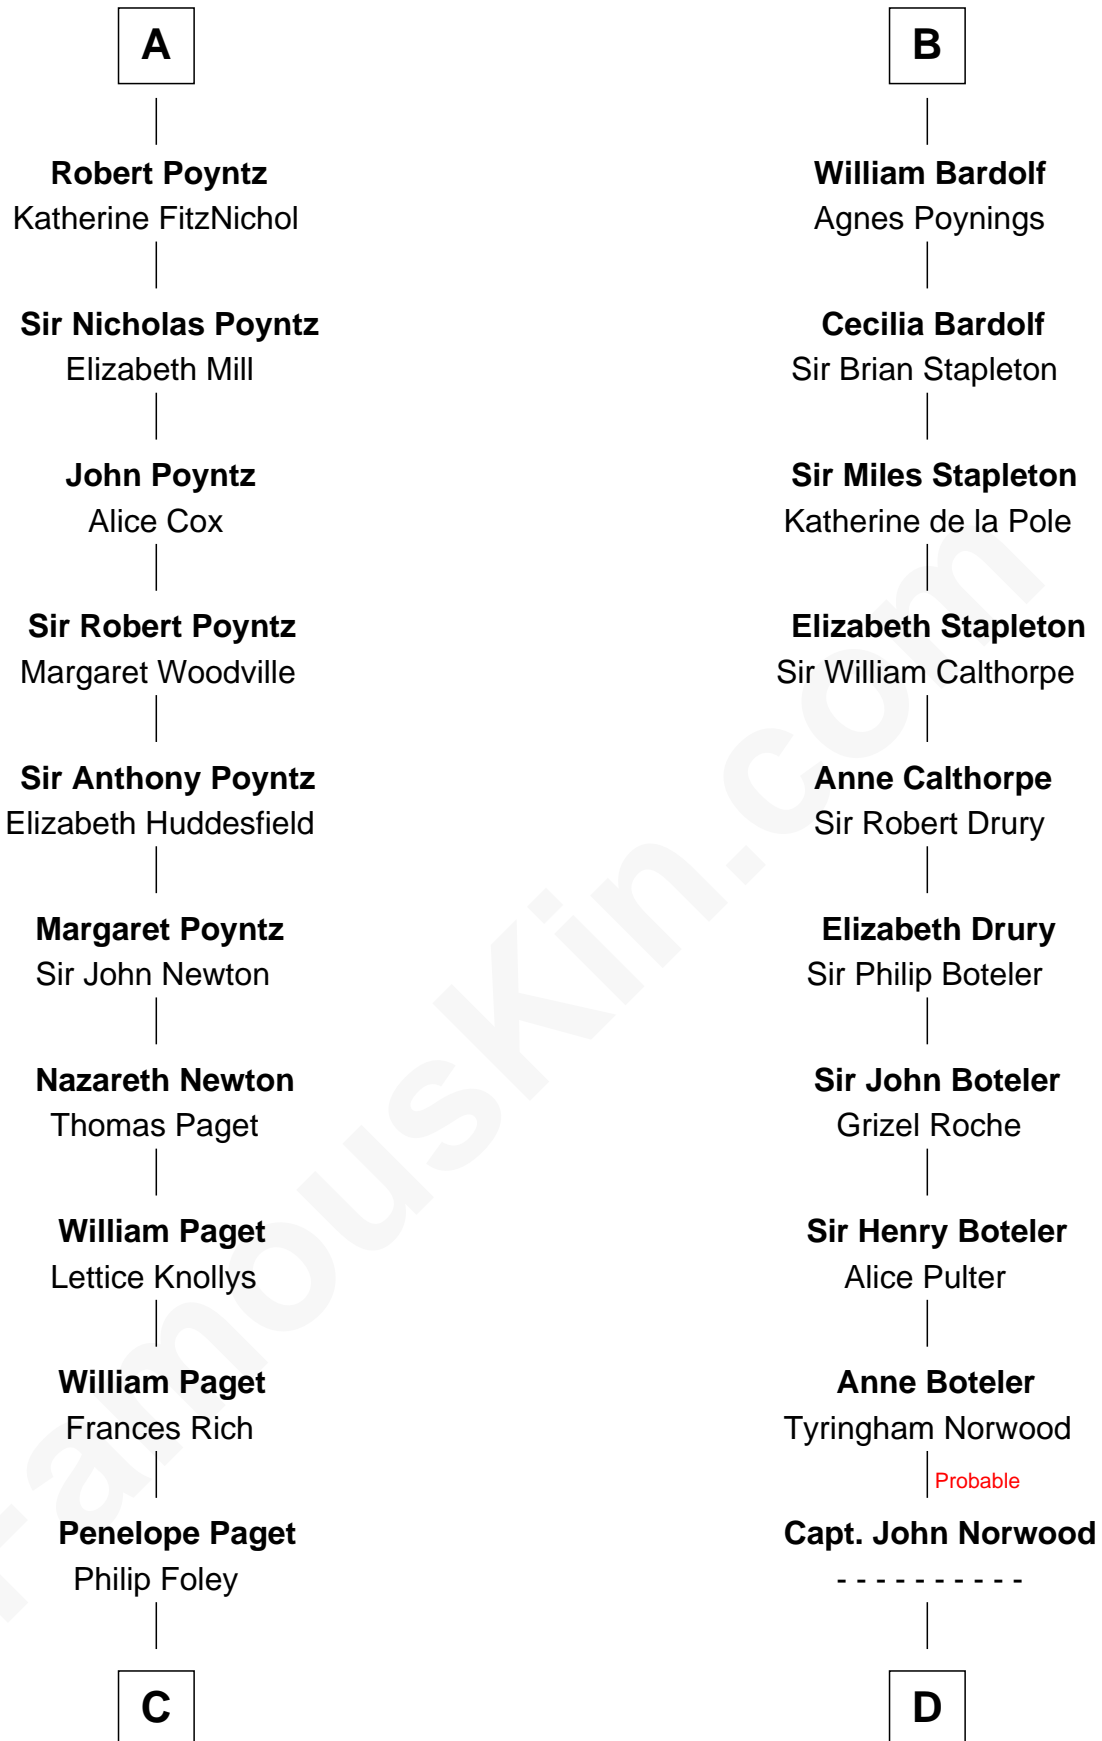 A
Robert Poyntz
Katherine FitzNichol
Sir Nicholas Poyntz
Elizabeth Mill
John Poyntz
Alice Cox
Sir Robert Poyntz
Margaret Woodville
Sir Anthony Poyntz
Elizabeth Huddesfield
Margaret Poyntz
Sir John Newton
Nazareth Newton
Thomas Paget
William Paget
Lettice Knollys
William Paget
Frances Rich
Penelope Paget
Philip Foley
C
B
William Bardolf
Agnes Poynings
Cecilia Bardolf
Sir Brian Stapleton
Sir Miles Stapleton
Katherine de la Pole
Elizabeth Stapleton
Sir William Calthorpe
Anne Calthorpe
Sir Robert Drury
Elizabeth Drury
Sir Philip Boteler
Sir John Boteler
Grizel Roche
Sir Henry Boteler
Alice Pulter
Anne Boteler
Tyringham Norwood
Probable
Capt. John Norwood
- - - - - - - - - -
D
FamousKin.com